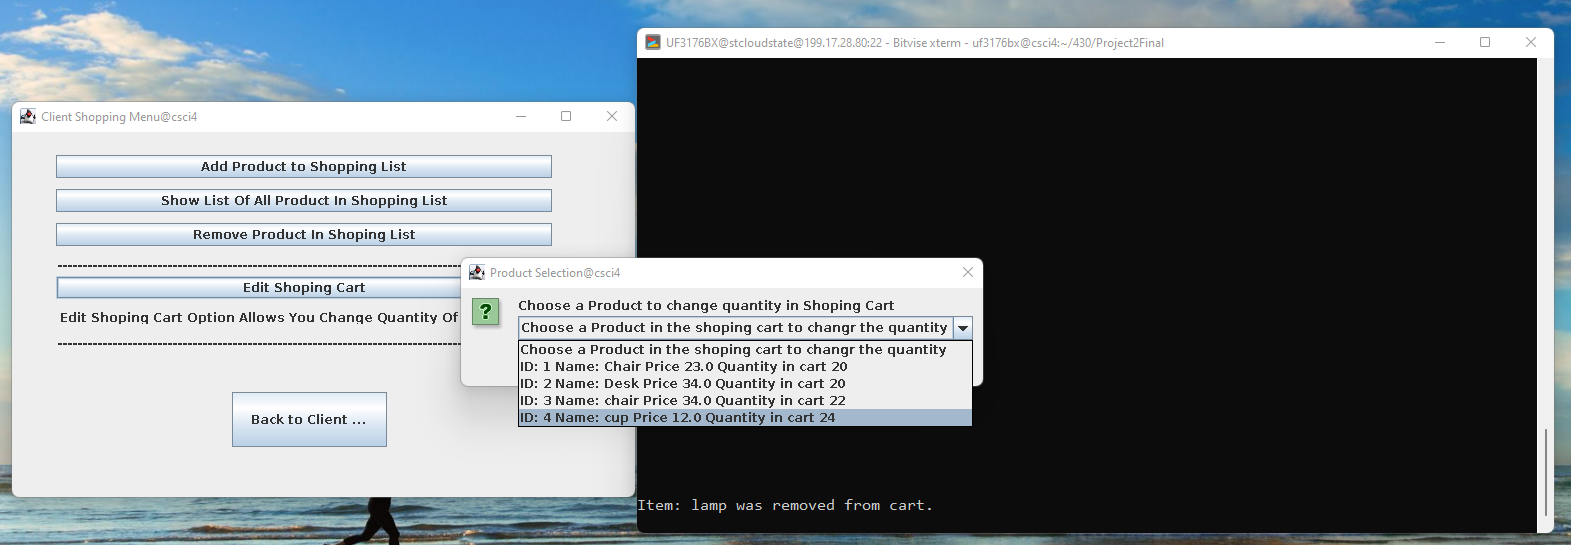 UF3176BX@stcloudstate@199.17.28.80:22 - Bitvise xterm - uf3176bx@csci4:~/430/Project2Final
Client Shopping Menu@csci4
Add Product to Shopping List
Show List Of All Product In Shopping List
Remove Product In Shoping List
Edit Shoping Cart
Edit Shoping Cart Option Allows You Change Quantity Of
Back to Client ...
Product Selection@csci4
?
Choose a Product to change quantity in Shoping Cart
Choose a Product in the shoping cart to changr the quantity
Choose a Product in the shoping cart to changr the quantity
ID: 1 Name: Chair Price 23.0 Quantity in cart 20
ID: 2 Name: Desk Price 34.0 Quantity in cart 20
ID: 3 Name: chair Price 34.0 Quantity in cart 22
ID: 4 Name: cup Price 12.0 Quantity in cart 24
Item: lamp was removed from cart.